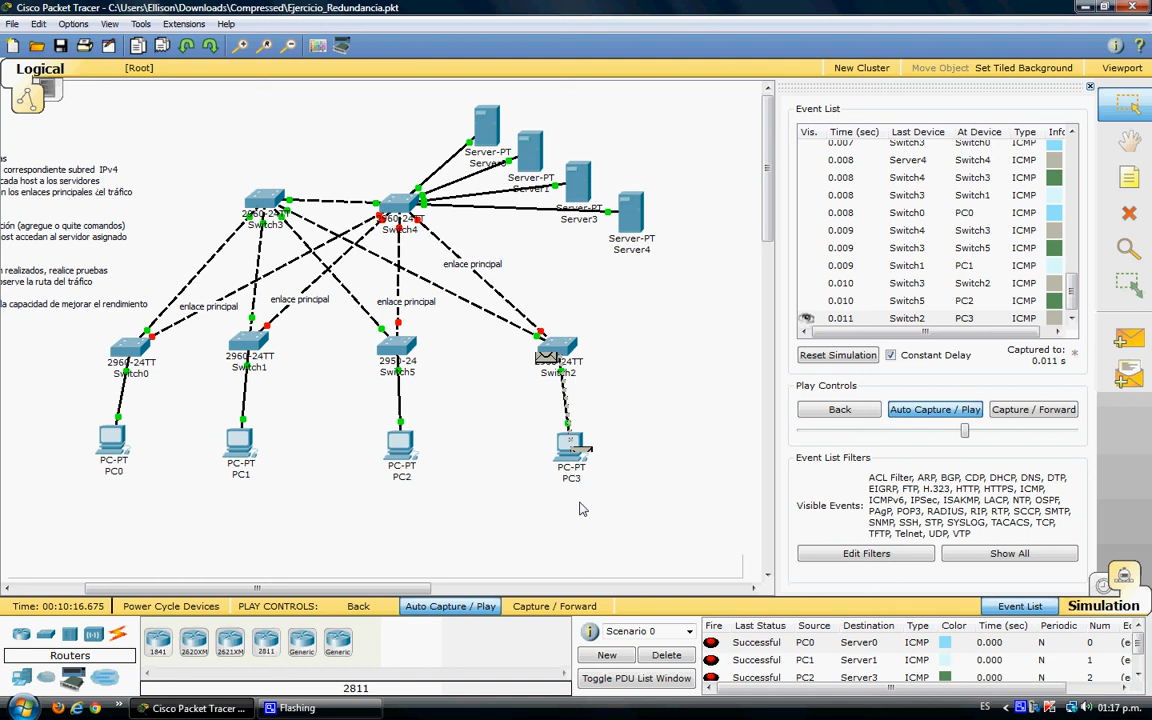 Cisco Packet Tracer - C:\Users\Ellison\Downloads\Compressed\Ejercicio_Redundancia.pkt
File Edit Options View Tools Extensions Help
Logical [Root] New Cluster Move Object Set Tiled Background Viewport
as
correspondiente subred IPv4
cada host a los servidores
n los enlaces principales del tráfico
ción (agregue o quite comandos)
ost accedan al servidor asignado
n realizados, realice pruebas
serve la ruta del tráfico
la capacidad de mejorar el rendimiento
Server-PT
Server-PT
Server-PT
Server3
Server-PT
Server4
Switch3
Switch4
enlace principal
enlace principal
enlace principal
enlace principal
2960-24TT
Switch0
2960-24TT
Switch1
2950-24
Switch5
Switch2
PC-PT
PC0
PC-PT
PC1
PC-PT
PC2
PC-PT
PC3
Event List
Vis. Time (sec) Last Device At Device Type Info
0.007 Switch3 Switch0 ICMP
0.008 Server4 Switch4 ICMP
0.008 Switch4 Switch3 ICMP
0.008 Switch3 Switch1 ICMP
0.008 Switch0 PC0 ICMP
0.009 Switch4 Switch3 ICMP
0.009 Switch3 Switch5 ICMP
0.009 Switch1 PC1 ICMP
0.010 Switch3 Switch2 ICMP
0.010 Switch5 PC2 ICMP
0.011 Switch2 PC3 ICMP
Reset Simulation Constant Delay Captured to: *
0.011 s
Play Controls
Back Auto Capture / Play Capture / Forward
Event List Filters
Visible Events:
ACL Filter, ARP, BGP, CDP, DHCP, DNS, DTP,
EIGRP, FTP, H.323, HTTP, HTTPS, ICMP,
ICMPv6, IPSec, ISAKMP, LACP, NTP, OSPF,
PAgP, POP3, RADIUS, RIP, RTP, SCCP, SMTP,
SNMP, SSH, STP, SYSLOG, TACACS, TCP,
TFTP, Telnet, UDP, VTP
Edit Filters Show All
Time: 00:10:16.675 Power Cycle Devices PLAY CONTROLS: Back Auto Capture / Play Capture / Forward Event List Simulation
1841 2620XM 2621XM 2811 Generic Generic
Routers
2811
Scenario 0
New Delete
Toggle PDU List Window
Fire Last Status Source Destination Type Color Time (sec) Periodic Num E
Successful PC0 Server0 ICMP 0.000 N 0 (e
Successful PC1 Server1 ICMP 0.000 N 1 (e
Successful PC2 Server3 ICMP 0.000 N 2 (e
Cisco Packet Tracer ... Flashing ES 01:17 p.m.